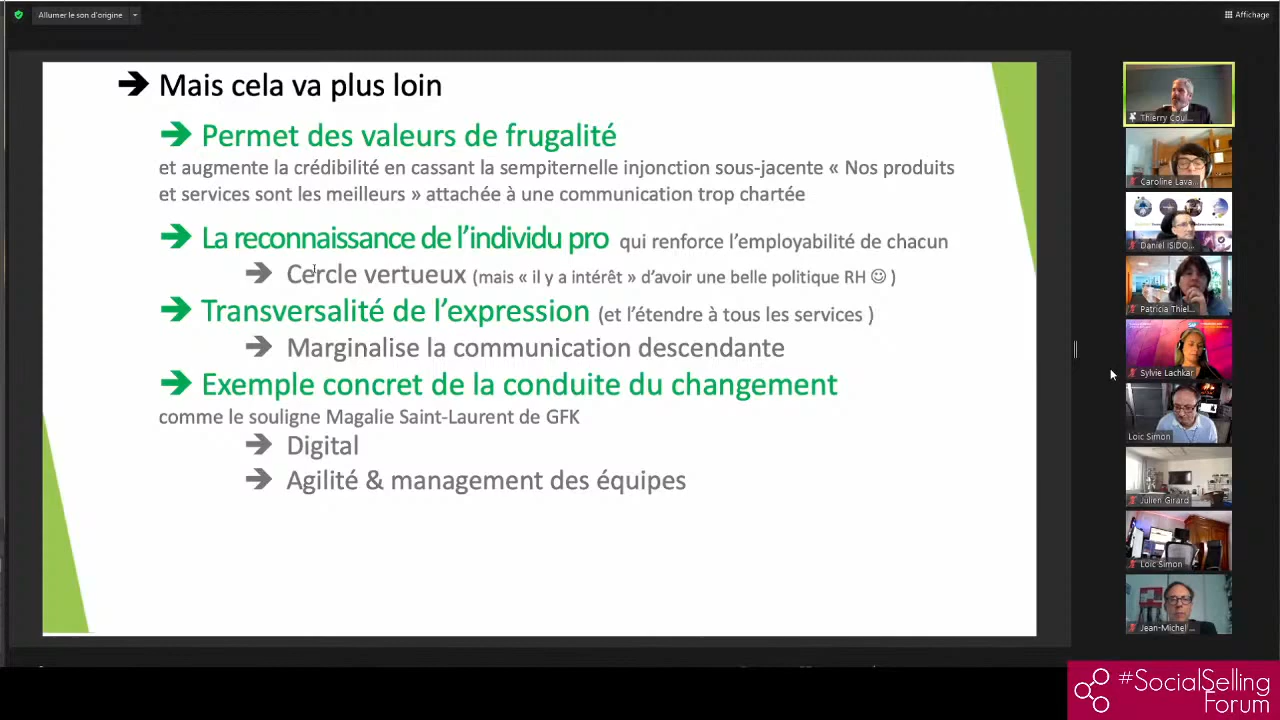 Allumer le son d'origine
Affichage
➔ Mais cela va plus loin
➔ Permet des valeurs de frugalité
et augmente la crédibilité en cassant la sempiternelle injonction sous-jacente « Nos produits
et services sont les meilleurs » attachée à une communication trop chartée
➔ La reconnaissance de l'individu pro qui renforce l'employabilité de chacun
➔ Cercle vertueux (mais « il y a intérêt » d'avoir une belle politique RH ☺ )
➔ Transversalité de l'expression (et l'étendre à tous les services )
➔ Marginalise la communication descendante
➔ Exemple concret de la conduite du changement
comme le souligne Magalie Saint-Laurent de GFK
➔ Digital
➔ Agilité & management des équipes
Thierry Coul...
Caroline Lava...
Daniel ISIDO...
Patricia Thiel...
Sylvie Lachkar
Loic Simon
Julien Girard
Loic Simon
Jean-Michel ...
#SocialSelling
Forum